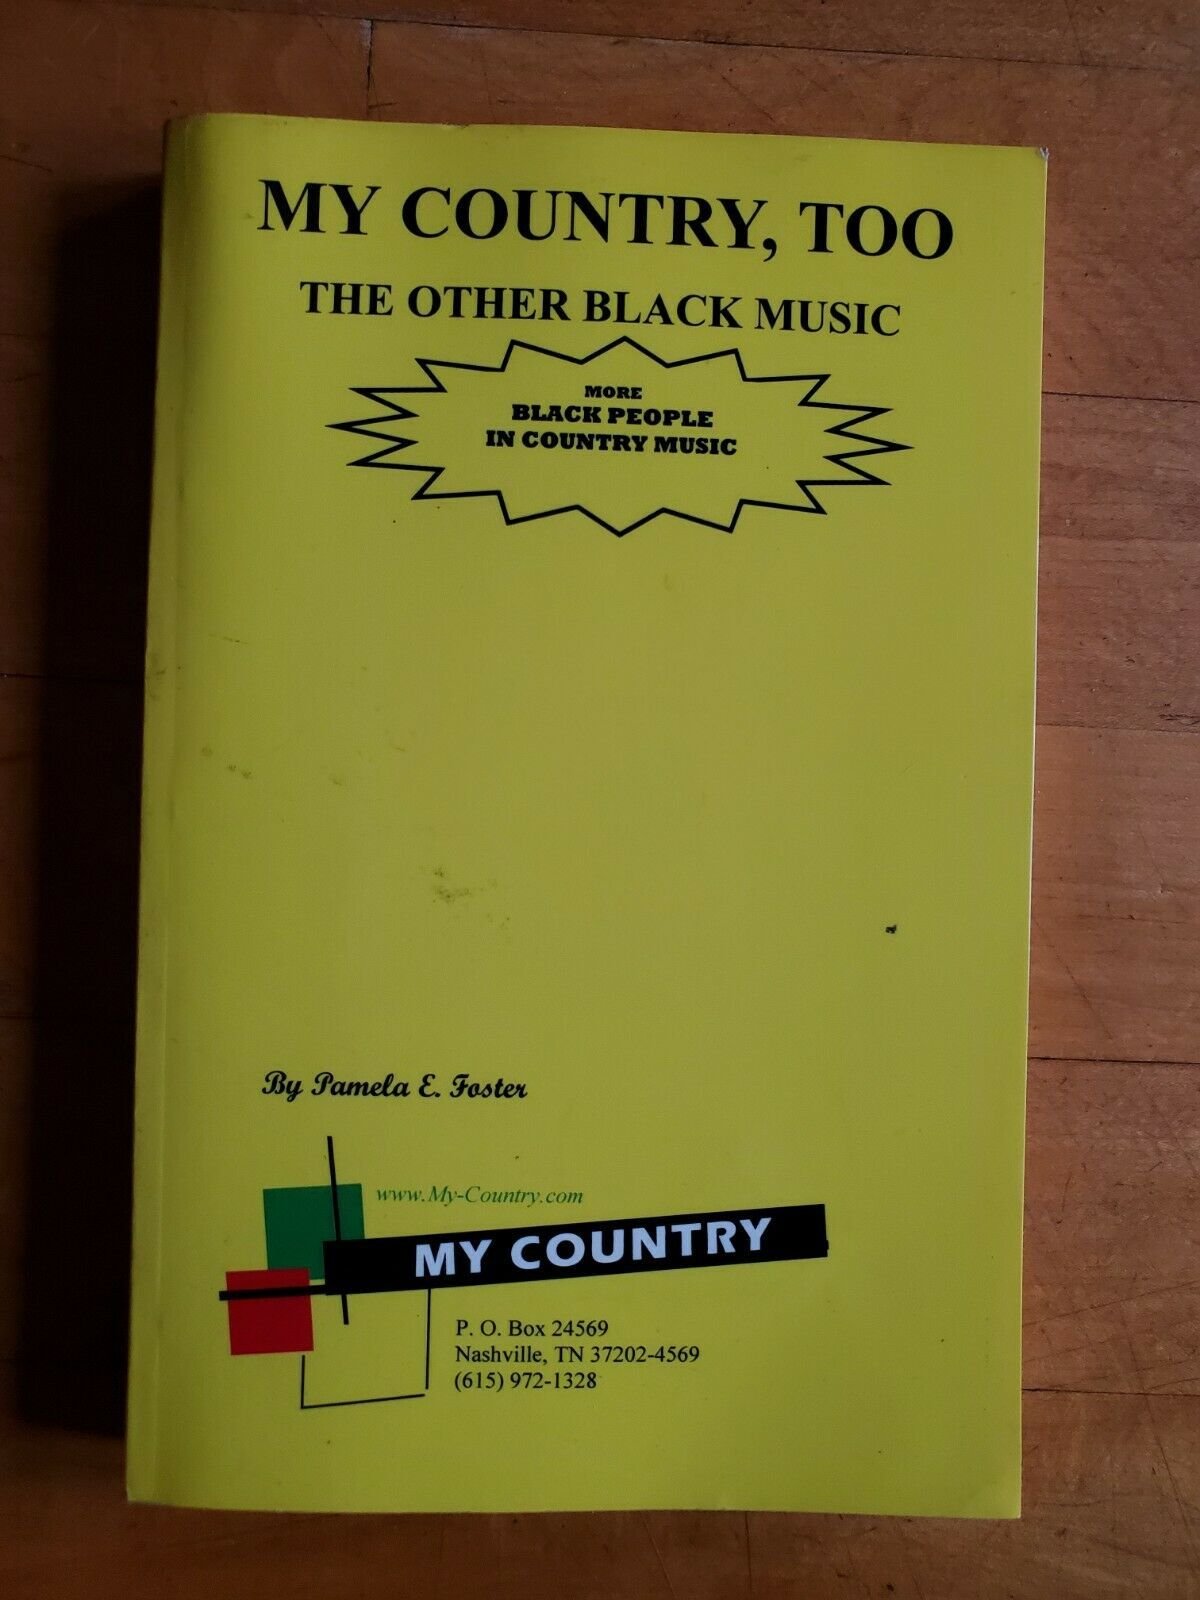 MY COUNTRY, TOO
THE OTHER BLACK MUSIC
MORE
BLACK PEOPLE
IN COUNTRY MUSIC
By Pamela E. Foster
www.My-Country.com
MY COUNTRY
P. O. Box 24569
Nashville, TN 37202-4569
(615) 972-1328